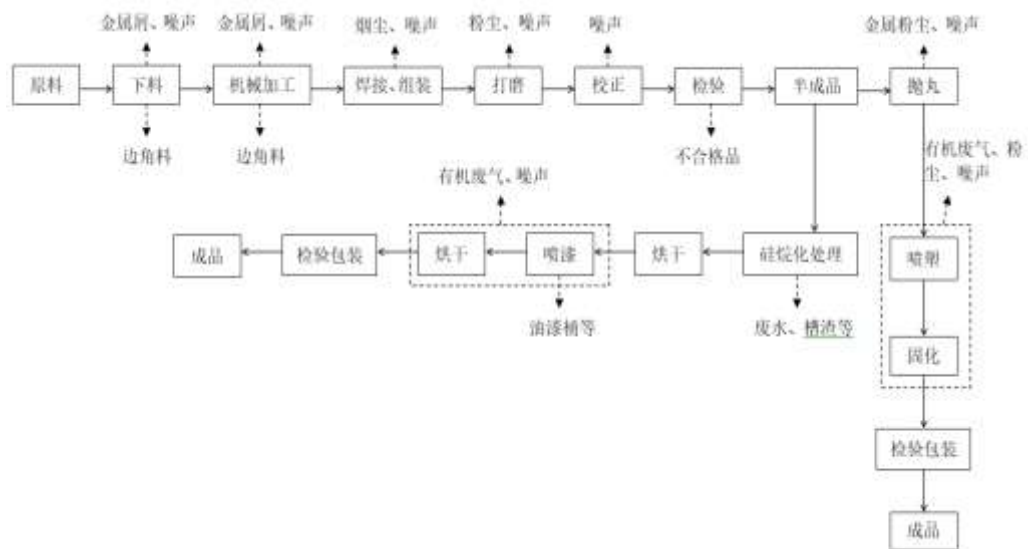 金属屑、噪声
金属屑、噪声
烟尘、噪声
粉尘、噪声
噪声
金属粉尘、噪声
原料
下料
机械加工
焊接、组装
打磨
校正
检验
半成品
抛丸
边角料
边角料
不合格品
有机废气、粉
尘、噪声
有机废气、噪声
成品
检验包装
烘干
喷漆
烘干
硅烷化处理
喷塑
油漆桶等
废水、槽渣等
固化
检验包装
成品